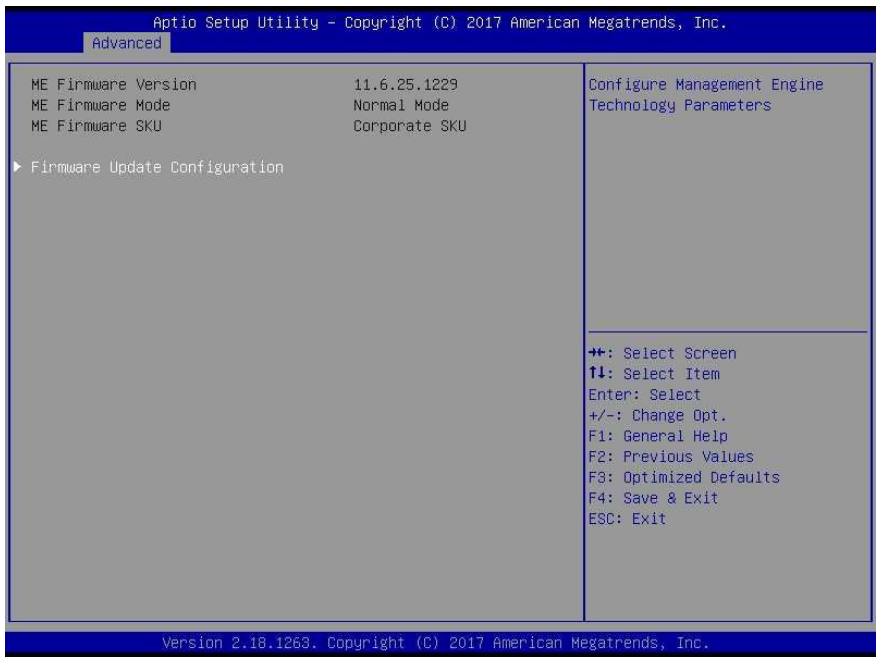 Aptio Setup Utility – Copyright (C) 2017 American Megatrends, Inc.
Advanced
ME Firmware Version 11.6.25.1229
ME Firmware Mode Normal Mode
ME Firmware SKU Corporate SKU
▶ Firmware Update Configuration
Configure Management Engine
Technology Parameters
→←: Select Screen
↑↓: Select Item
Enter: Select
+/-: Change Opt.
F1: General Help
F2: Previous Values
F3: Optimized Defaults
F4: Save & Exit
ESC: Exit
Version 2.18.1263. Copyright (C) 2017 American Megatrends, Inc.